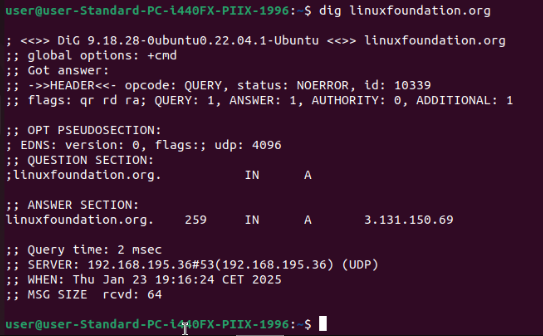 user@user-Standard-PC-i440FX-PIIX-1996:~$ dig linuxfoundation.org
; <<>> DiG 9.18.28-0ubuntu0.22.04.1-Ubuntu <<>> linuxfoundation.org
;; global options: +cmd
;; Got answer:
;; ->>HEADER<<- opcode: QUERY, status: NOERROR, id: 10339
;; flags: qr rd ra; QUERY: 1, ANSWER: 1, AUTHORITY: 0, ADDITIONAL: 1
;; OPT PSEUDOSECTION:
; EDNS: version: 0, flags:; udp: 4096
;; QUESTION SECTION:
;linuxfoundation.org. IN A
;; ANSWER SECTION:
linuxfoundation.org. 259 IN A 3.131.150.69
;; Query time: 2 msec
;; SERVER: 192.168.195.36#53(192.168.195.36) (UDP)
;; WHEN: Thu Jan 23 19:16:24 CET 2025
;; MSG SIZE rcvd: 64
user@user-Standard-PC-i440FX-PIIX-1996:~$